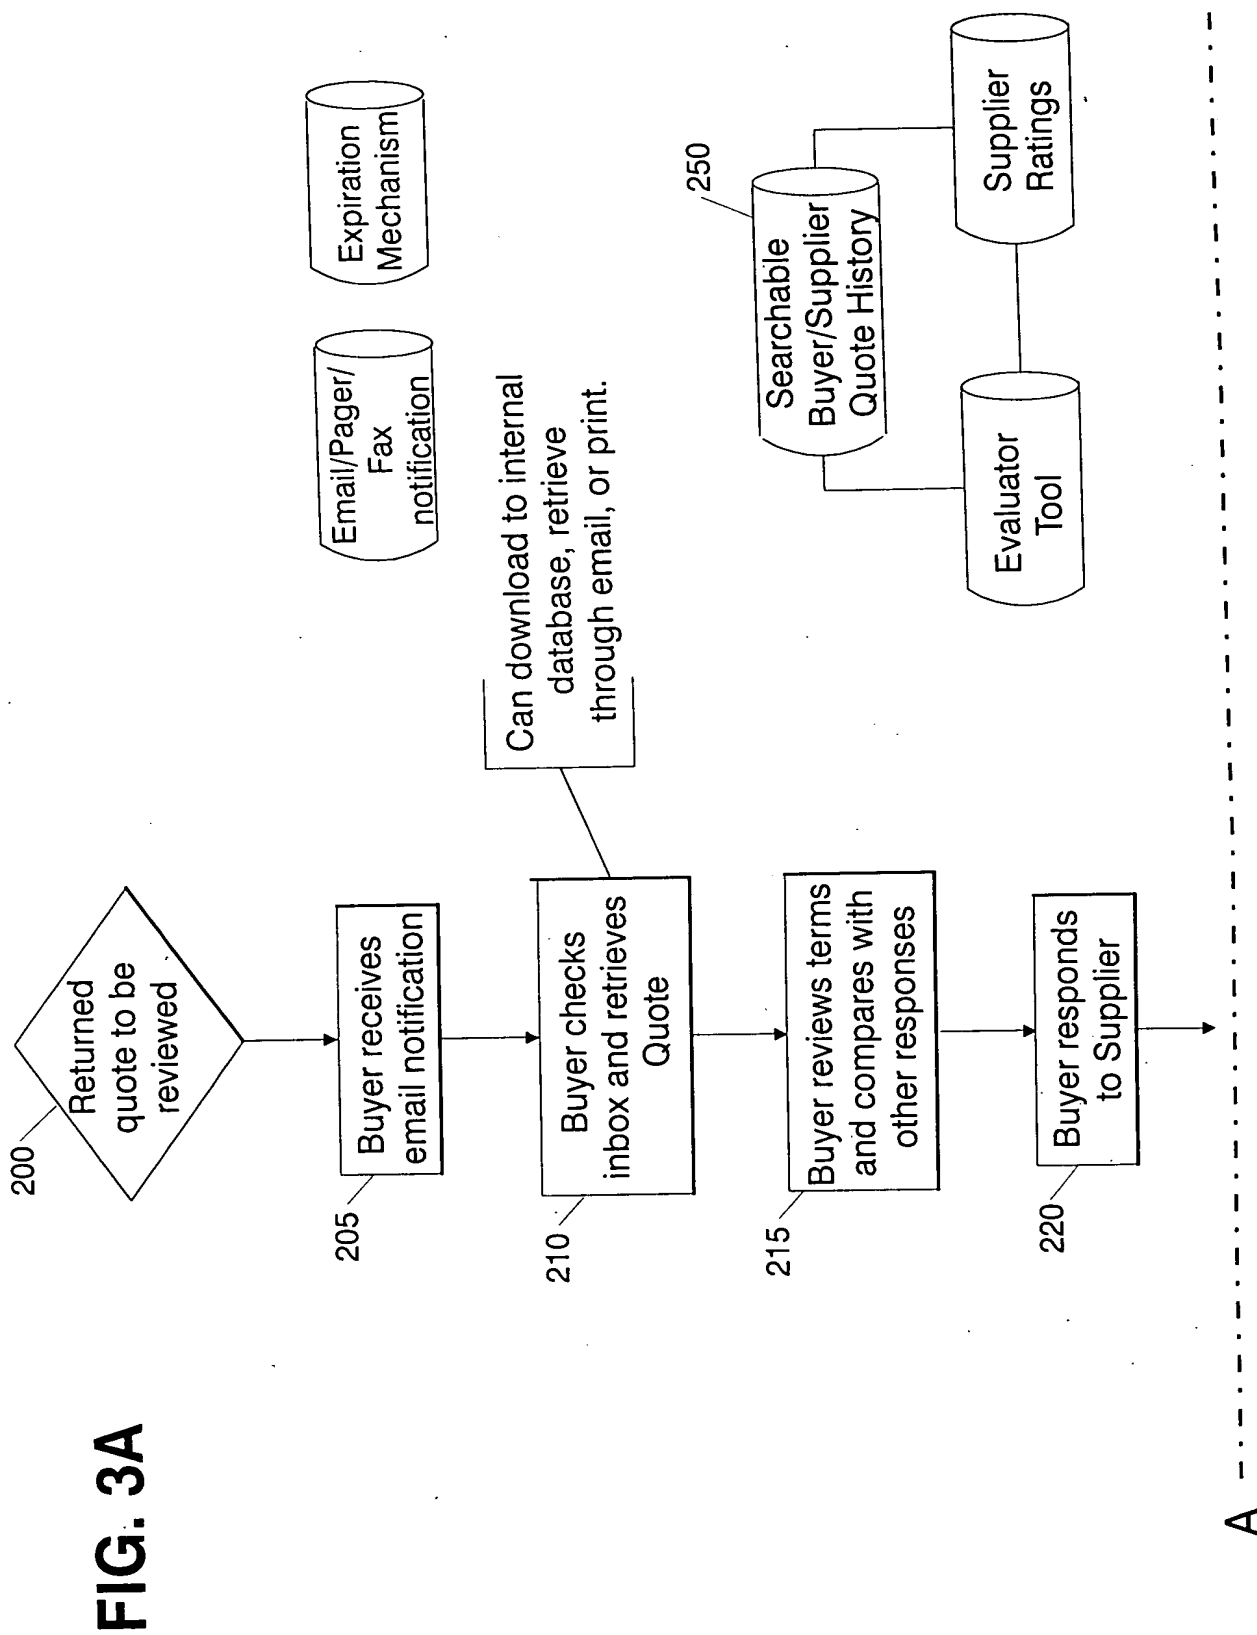 FIG. 3A
200
Returned
quote to be
reviewed
205
Buyer receives
email notification
Email/Pager/
Fax
notification
Expiration
Mechanism
210
Buyer checks
inbox and retrieves
Quote
Can download to internal
database, retrieve
through email, or print.
215
Buyer reviews terms
and compares with
other responses
250
Searchable
Buyer/Supplier
Quote History
220
Buyer responds
to Supplier
Evaluator
Tool
Supplier
Ratings
A